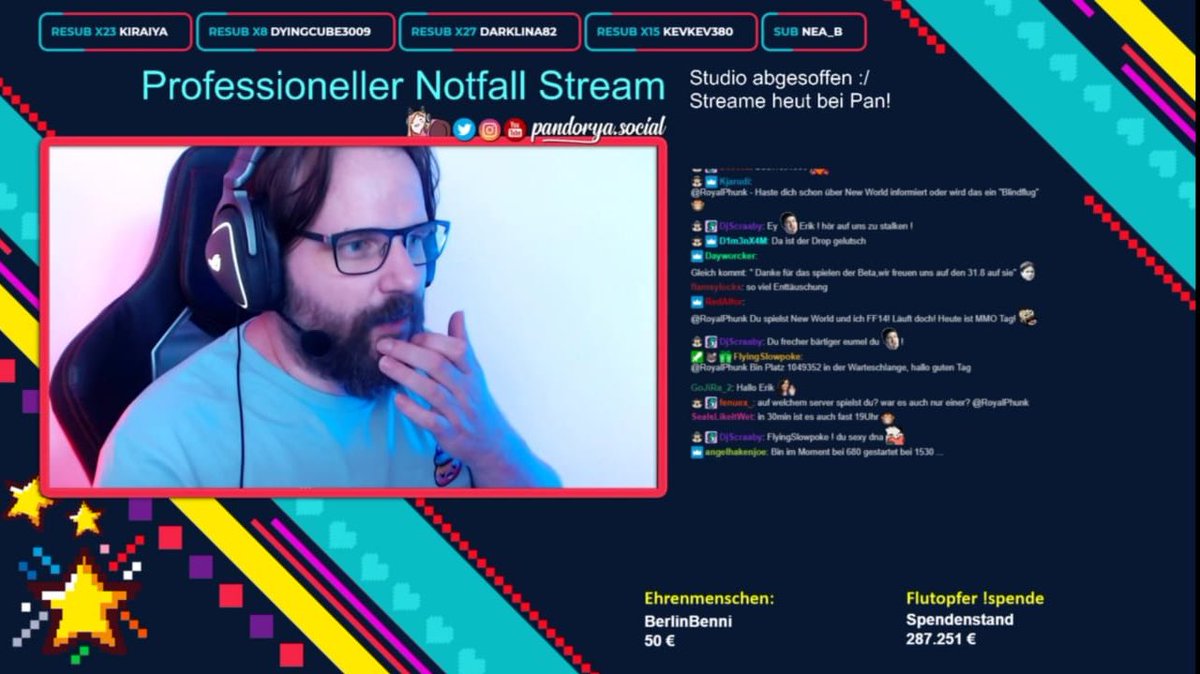 RESUB X23 KIRAIYA
RESUB X8 DYINGCUBE3009
RESUB X27 DARKLINA82
RESUB X15 KEVKEV380
SUB NEA_B
Professioneller Notfall Stream
pandorya.social
Studio abgesoffen :/
Streame heut bei Pan!
Kjarudi:
@RoyalPhunk - Haste dich schon über New World informiert oder wird das ein "Blindflug"
DjScraaby: Ey Erik ! hör auf uns zu stalken !
D1m3nX4M: Da ist der Drop gelutsch
Dayworcker:
Gleich kommt: " Danke für das spielen der Beta,wir freuen uns auf den 31.8 auf sie"
flamsylockx: so viel Enttäuschung
RedAlfor:
@RoyalPhunk Du spielst New World und ich FF14! Läuft doch! Heute ist MMO Tag!
DjScraaby: Du frecher bärtiger eumel du !
FlyingSlowpoke:
@RoyalPhunk Bin Platz 1049352 in der Warteschlange, hallo guten Tag
GoJiRa_2: Hallo Erik
fenuex_: auf welchem server spielst du? war es auch nur einer? @RoyalPhunk
SealsLikeItWet: in 30min ist es auch fast 19Uhr
DjScraaby: FlyingSlowpoke ! du sexy dna
angelhakenjoe: Bin im Moment bei 680 gestartet bei 1530 ...
Ehrenmenschen:
BerlinBenni
50 €
Flutopfer !spende
Spendenstand
287.251 €